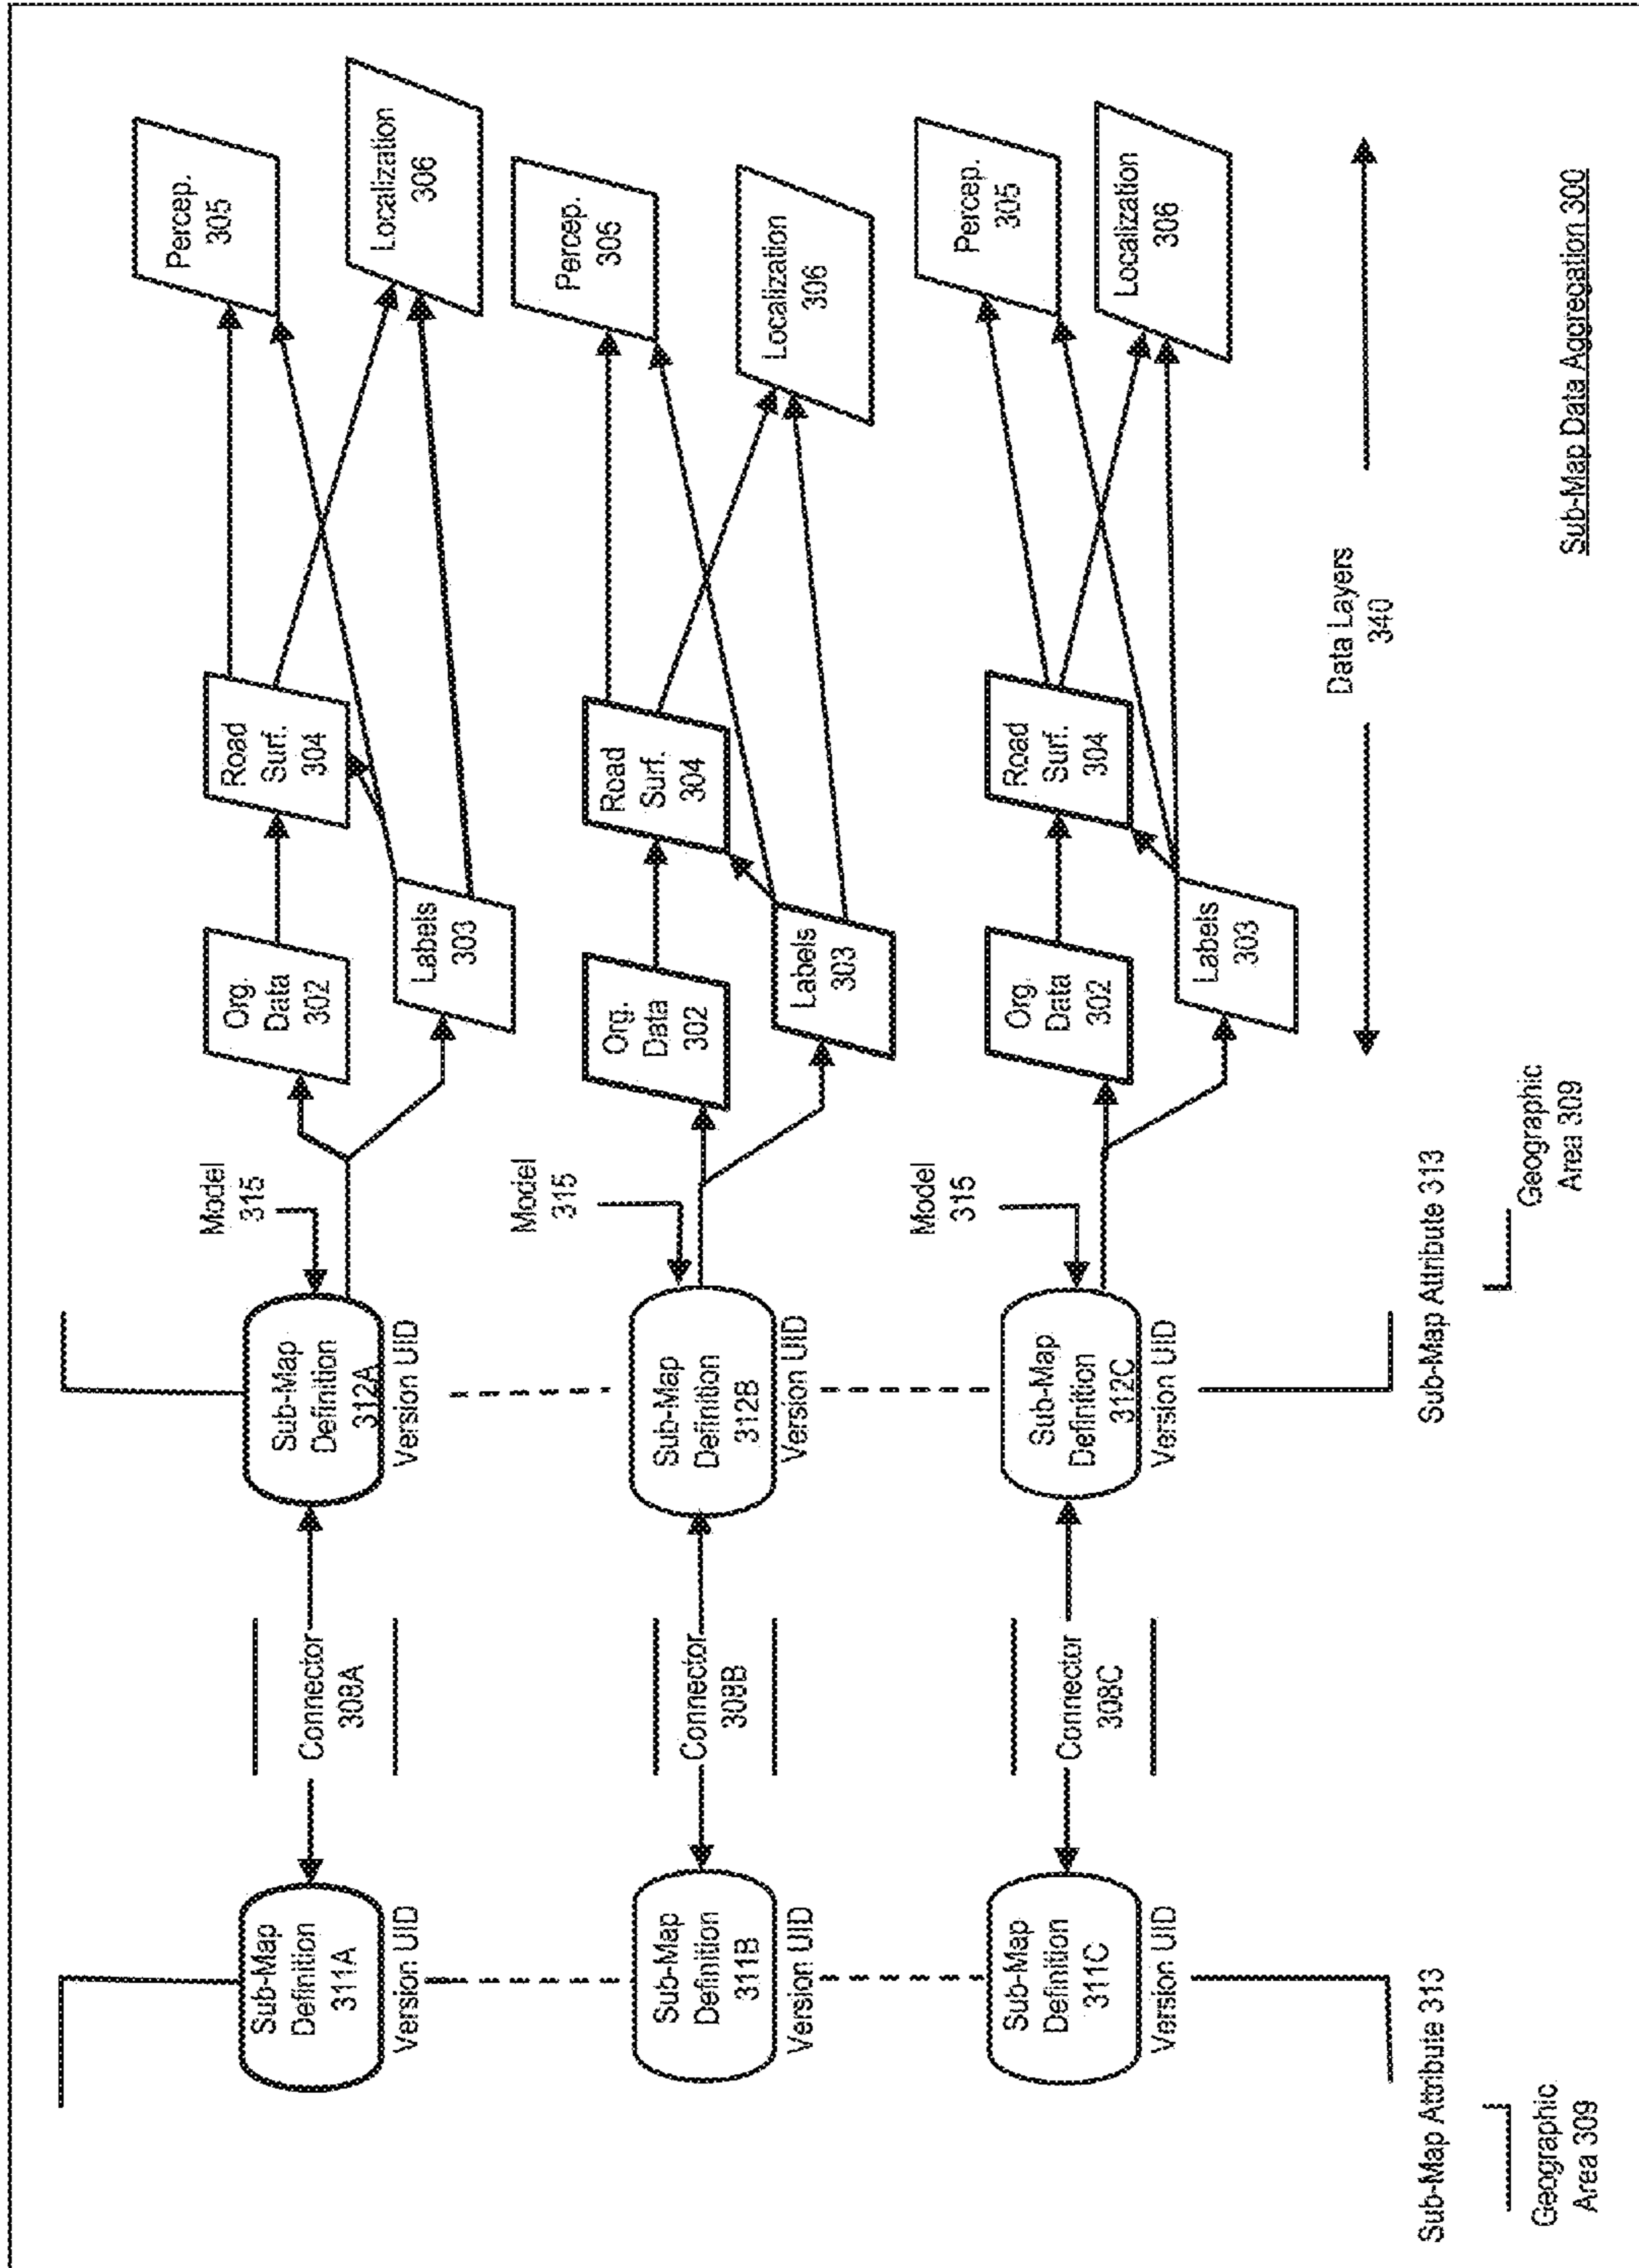 Sub-Map
Definition
311A
Version UID
Connector
308A
Sub-Map
Definition
312A
Version UID
Model
315
Org.
Data
302
Labels
303
Road
Surf.
304
Percep.
305
Localization
306
Sub-Map
Definition
311B
Version UID
Connector
308B
Sub-Map
Definition
312B
Version UID
Model
315
Org.
Data
302
Labels
303
Road
Surf.
304
Percep.
305
Localization
306
Sub-Map
Definition
311C
Version UID
Connector
308C
Sub-Map
Definition
312C
Version UID
Model
315
Org.
Data
302
Labels
303
Road
Surf.
304
Percep.
305
Localization
306
Data Layers
340
Sub-Map Attribute 313
Geographic
Area 309
Sub-Map Attribute 313
Geographic
Area 309
Sub-Map Data Aggregation 300